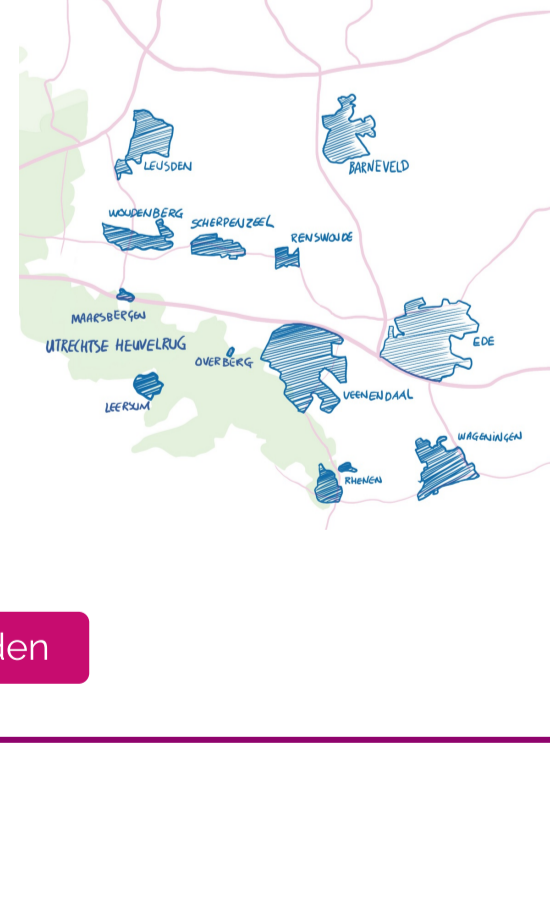 LEUSDEN
BARNEVELD
WOUDENBERG
SCHERPENZEEL
RENSWOUDE
MAARSBERGEN
UTRECHTSE HEUVELRUG
OVERBERG
EDE
VEENENDAAL
LEERSUM
WAGENINGEN
RHENEN
den